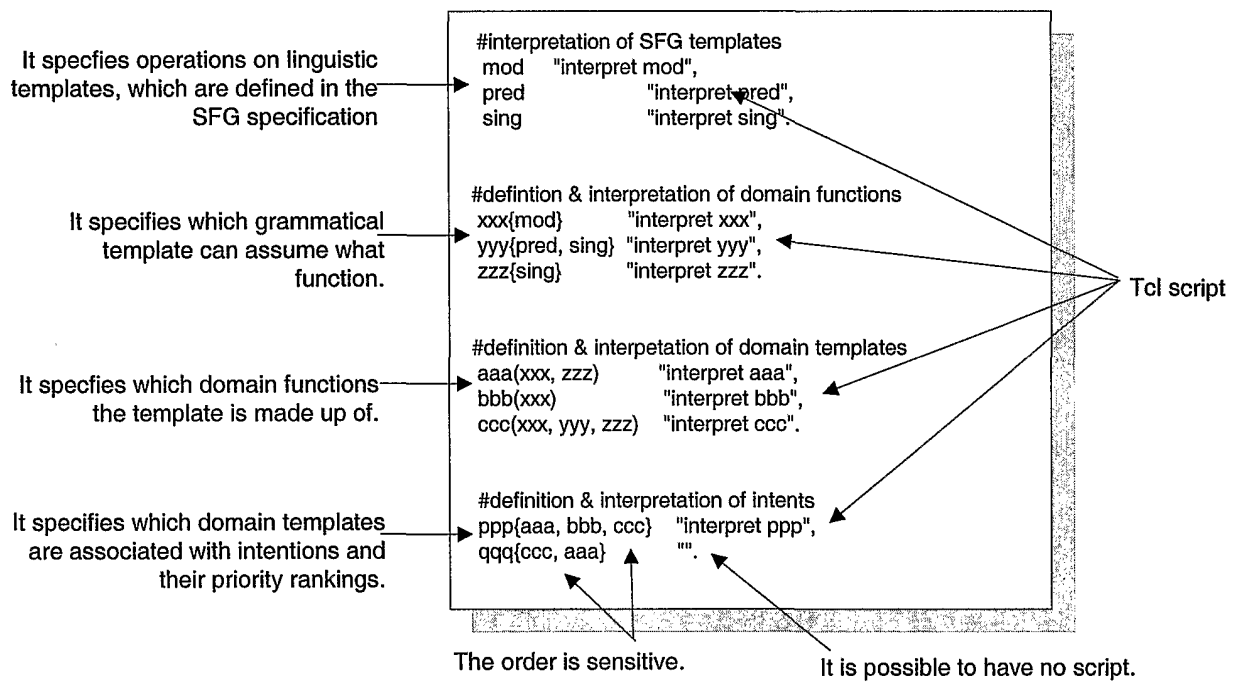 It specfies operations on linguistic
templates, which are defined in the
SFG specification
#interpretation of SFG templates
mod "interpret mod",
pred "interpret pred",
sing "interpret sing".
It specifies which grammatical
template can assume what
function.
#defintion & interpretation of domain functions
xxx{mod} "interpret xxx",
yyy{pred, sing} "interpret yyy",
zzz{sing} "interpret zzz".
Tcl script
It specfies which domain functions
the template is made up of.
#definition & interpetation of domain templates
aaa(xxx, zzz) "interpret aaa",
bbb(xxx) "interpret bbb",
ccc(xxx, yyy, zzz) "interpret ccc".
It specifies which domain templates
are associated with intentions and
their priority rankings.
#definition & interpretation of intents
ppp{aaa, bbb, ccc} "interpret ppp",
qqq{ccc, aaa} "".
The order is sensitive.
It is possible to have no script.